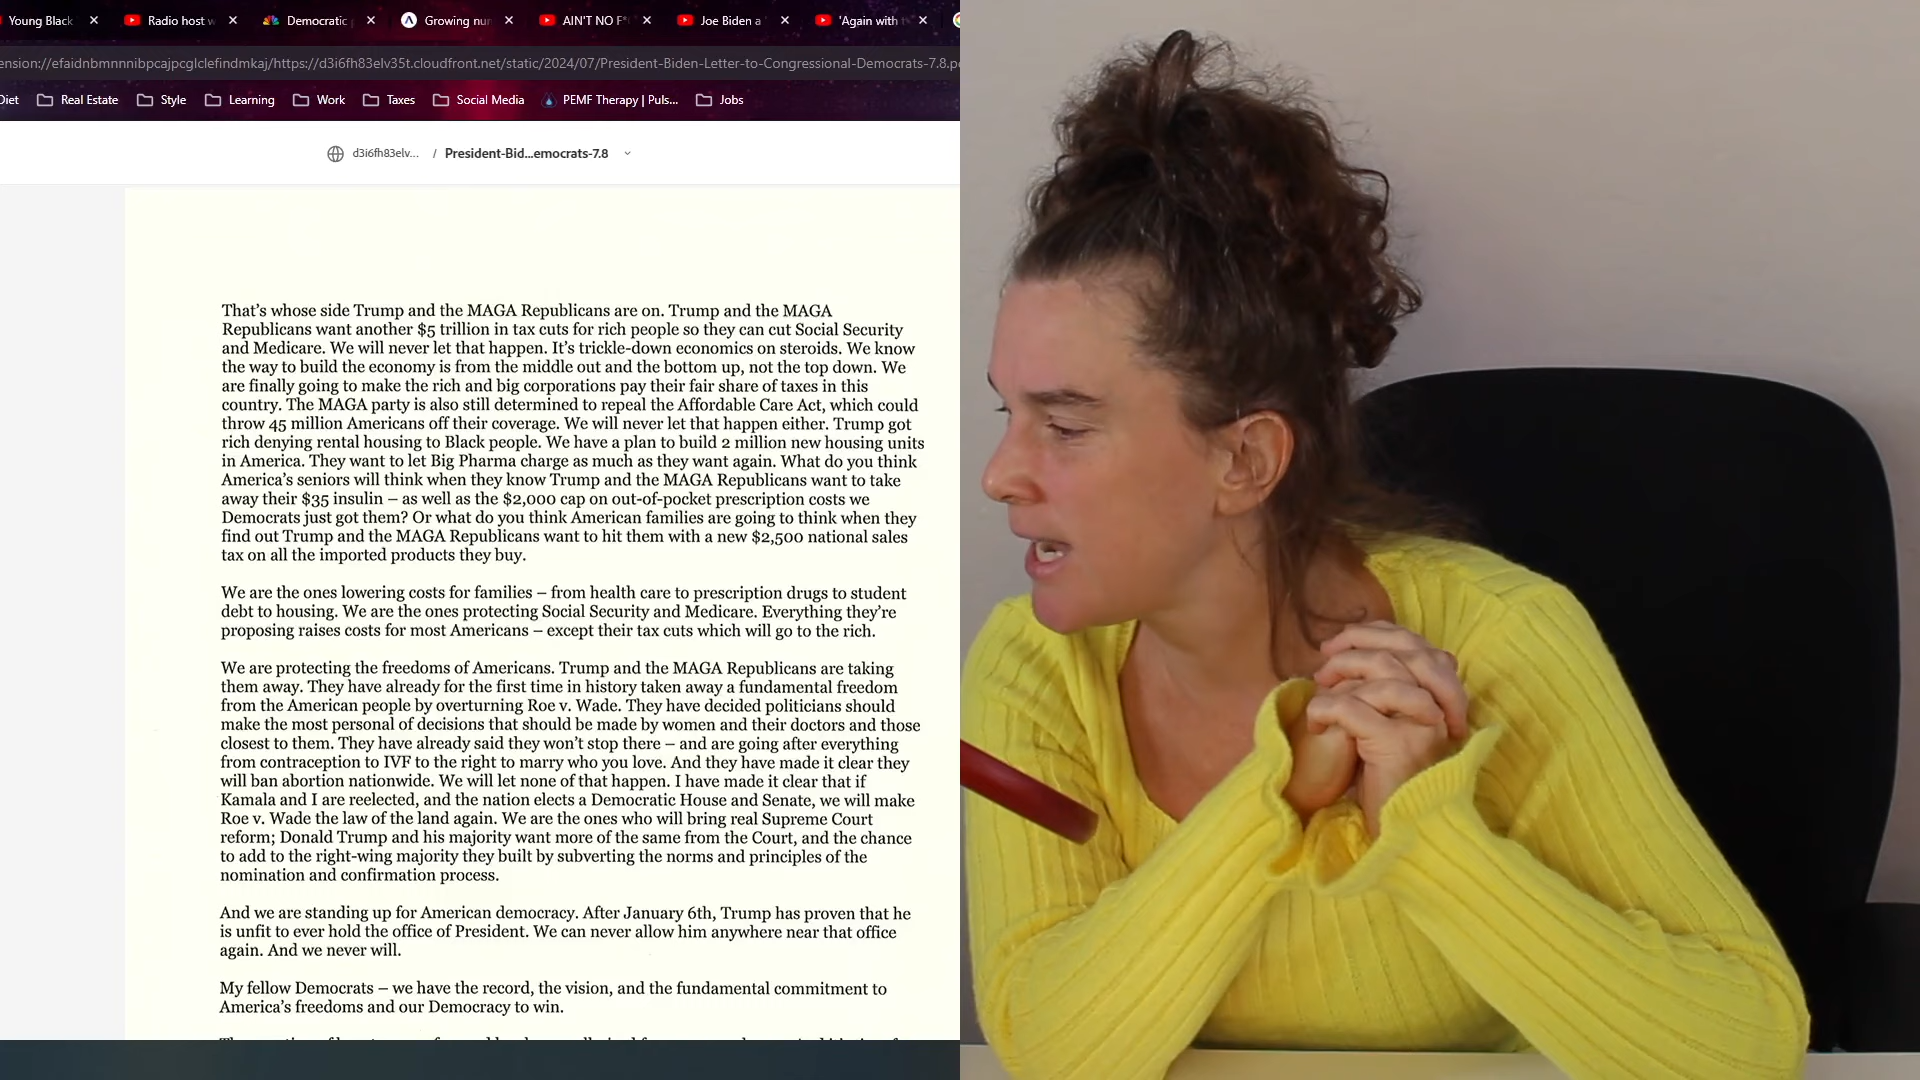 Young Black
Radio host w
Democratic
Growing nu
AIN'T NO F*
Joe Biden a
'Again with t
ension://efaidnbmnnnibpcajpcglclefindmkaj/https://d3i6fh83elv35t.cloudfront.net/static/2024/07/President-Biden-Letter-to-Congressional-Democrats-7.8.p
Diet
Real Estate
Style
Learning
Work
Taxes
Social Media
PEMF Therapy | Puls...
Jobs
d3i6fh83elv... / President-Bid...emocrats-7.8
That's whose side Trump and the MAGA Republicans are on. Trump and the MAGA
Republicans want another $5 trillion in tax cuts for rich people so they can cut Social Security
and Medicare. We will never let that happen. It's trickle-down economics on steroids. We know
the way to build the economy is from the middle out and the bottom up, not the top down. We
are finally going to make the rich and big corporations pay their fair share of taxes in this
country. The MAGA party is also still determined to repeal the Affordable Care Act, which could
throw 45 million Americans off their coverage. We will never let that happen either. Trump got
rich denying rental housing to Black people. We have a plan to build 2 million new housing units
in America. They want to let Big Pharma charge as much as they want again. What do you think
America's seniors will think when they know Trump and the MAGA Republicans want to take
away their $35 insulin – as well as the $2,000 cap on out-of-pocket prescription costs we
Democrats just got them? Or what do you think American families are going to think when they
find out Trump and the MAGA Republicans want to hit them with a new $2,500 national sales
tax on all the imported products they buy.
We are the ones lowering costs for families – from health care to prescription drugs to student
debt to housing. We are the ones protecting Social Security and Medicare. Everything they're
proposing raises costs for most Americans – except their tax cuts which will go to the rich.
We are protecting the freedoms of Americans. Trump and the MAGA Republicans are taking
them away. They have already for the first time in history taken away a fundamental freedom
from the American people by overturning Roe v. Wade. They have decided politicians should
make the most personal of decisions that should be made by women and their doctors and those
closest to them. They have already said they won't stop there – and are going after everything
from contraception to IVF to the right to marry who you love. And they have made it clear they
will ban abortion nationwide. We will let none of that happen. I have made it clear that if
Kamala and I are reelected, and the nation elects a Democratic House and Senate, we will make
Roe v. Wade the law of the land again. We are the ones who will bring real Supreme Court
reform; Donald Trump and his majority want more of the same from the Court, and the chance
to add to the right-wing majority they built by subverting the norms and principles of the
nomination and confirmation process.
And we are standing up for American democracy. After January 6th, Trump has proven that he
is unfit to ever hold the office of President. We can never allow him anywhere near that office
again. And we never will.
My fellow Democrats – we have the record, the vision, and the fundamental commitment to
America's freedoms and our Democracy to win.